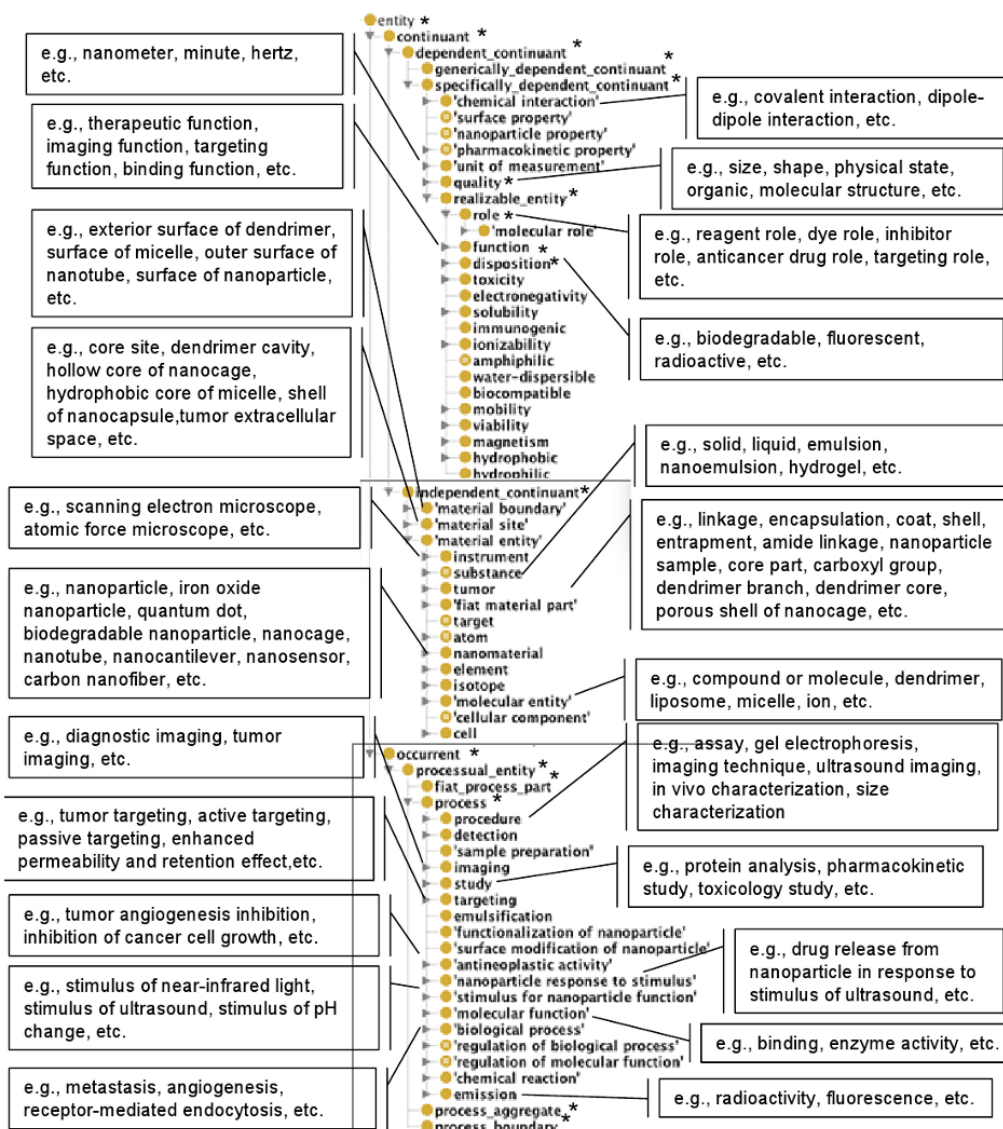 entity *
continuant *
dependent_continuant *
generically_dependent_continuant *
specifically_dependent_continuant *
'chemical interaction'
'surface property'
'nanoparticle property'
'pharmacokinetic property'
'unit of measurement'
quality *
realizable_entity *
role *
'molecular role'
function *
disposition *
toxicity
electronegativity
solubility
immunogenic
ionizability
amphiphilic
water-dispersible
biocompatible
mobility
viability
magnetism
hydrophobic
hydrophilic
independent_continuant *
'material boundary'
'material site'
'material entity'
instrument
substance
tumor
'fiat material part'
target
atom
nanomaterial
element
isotope
'molecular entity'
'cellular component'
cell
occurrent *
processual_entity *
fiat_process_part *
process *
procedure
detection
'sample preparation'
imaging
study
targeting
emulsification
'functionalization of nanoparticle'
'surface modification of nanoparticle'
'antineoplastic activity'
'nanoparticle response to stimulus'
'stimulus for nanoparticle function'
'molecular function'
'biological process'
'regulation of biological process'
'regulation of molecular function'
'chemical reaction'
emission
process_aggregate *
process_boundary *
e.g., nanometer, minute, hertz,
etc.
e.g., therapeutic function,
imaging function, targeting
function, binding function, etc.
e.g., exterior surface of dendrimer,
surface of micelle, outer surface of
nanotube, surface of nanoparticle,
etc.
e.g., core site, dendrimer cavity,
hollow core of nanocage,
hydrophobic core of micelle, shell
of nanocapsule,tumor extracellular
space, etc.
e.g., scanning electron microscope,
atomic force microscope, etc.
e.g., nanoparticle, iron oxide
nanoparticle, quantum dot,
biodegradable nanoparticle, nanocage,
nanotube, nanocantilever, nanosensor,
carbon nanofiber, etc.
e.g., diagnostic imaging, tumor
imaging, etc.
e.g., tumor targeting, active targeting,
passive targeting, enhanced
permeability and retention effect,etc.
e.g., tumor angiogenesis inhibition,
inhibition of cancer cell growth, etc.
e.g., stimulus of near-infrared light,
stimulus of ultrasound, stimulus of pH
change, etc.
e.g., metastasis, angiogenesis,
receptor-mediated endocytosis, etc.
e.g., covalent interaction, dipole-
dipole interaction, etc.
e.g., size, shape, physical state,
organic, molecular structure, etc.
e.g., reagent role, dye role, inhibitor
role, anticancer drug role, targeting role,
etc.
e.g., biodegradable, fluorescent,
radioactive, etc.
e.g., solid, liquid, emulsion,
nanoemulsion, hydrogel, etc.
e.g., linkage, encapsulation, coat, shell,
entrapment, amide linkage, nanoparticle
sample, core part, carboxyl group,
dendrimer branch, dendrimer core,
porous shell of nanocage, etc.
e.g., compound or molecule, dendrimer,
liposome, micelle, ion, etc.
e.g., assay, gel electrophoresis,
imaging technique, ultrasound imaging,
in vivo characterization, size
characterization
e.g., protein analysis, pharmacokinetic
study, toxicology study, etc.
e.g., drug release from
nanoparticle in response to
stimulus of ultrasound, etc.
e.g., binding, enzyme activity, etc.
e.g., radioactivity, fluorescence, etc.